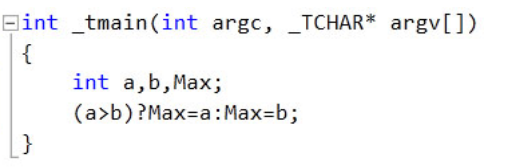 int _tmain(int argc, _TCHAR* argv[])
{
int a,b,Max;
(a>b)?Max=a:Max=b;
}